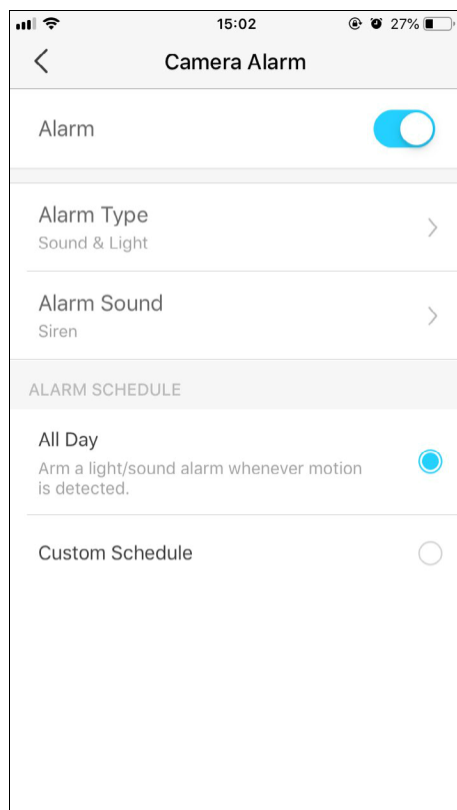 15:02 27%
Camera Alarm
Alarm
Alarm Type
Sound & Light
Alarm Sound
Siren
ALARM SCHEDULE
All Day
Arm a light/sound alarm whenever motion
is detected.
Custom Schedule